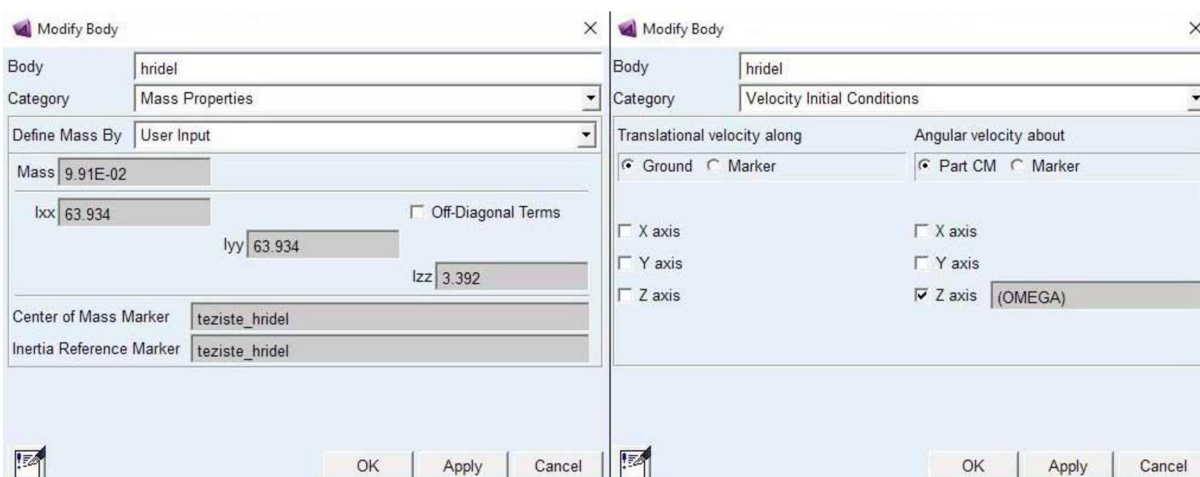 Modify Body
Body hridel
Category Mass Properties
Define Mass By User Input
Mass 9.91E-02
Ixx 63.934 Off-Diagonal Terms
Iyy 63.934
Izz 3.392
Center of Mass Marker teziste_hridel
Inertia Reference Marker teziste_hridel
OK Apply Cancel
Modify Body
Body hridel
Category Velocity Initial Conditions
Translational velocity along Angular velocity about
Ground Marker Part CM Marker
X axis X axis
Y axis Y axis
Z axis Z axis (OMEGA)
OK Apply Cancel